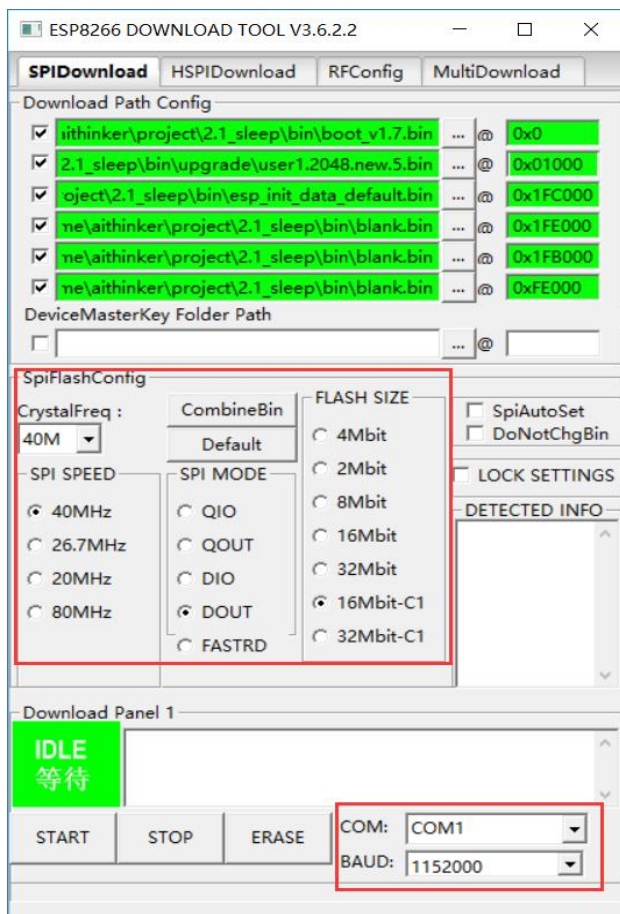 ESP8266 DOWNLOAD TOOL V3.6.2.2
SPIDownload HSPIDownload RFConfig MultiDownload
Download Path Config
aithinker\project\2.1_sleep\bin\boot_v1.7.bin ... @ 0x0
2.1_sleep\bin\upgrade\user1.2048.new.5.bin ... @ 0x01000
roject\2.1_sleep\bin\esp_init_data_default.bin ... @ 0x1FC000
me\aithinker\project\2.1_sleep\bin\blank.bin ... @ 0x1FE000
me\aithinker\project\2.1_sleep\bin\blank.bin ... @ 0x1FB000
me\aithinker\project\2.1_sleep\bin\blank.bin ... @ 0xFE000
DeviceMasterKey Folder Path
... @
SpiFlashConfig
CrystalFreq :
40M
CombineBin
Default
SPI SPEED
40MHz
26.7MHz
20MHz
80MHz
SPI MODE
QIO
QOUT
DIO
DOUT
FASTRD
FLASH SIZE
4Mbit
2Mbit
8Mbit
16Mbit
32Mbit
16Mbit-C1
32Mbit-C1
SpiAutoSet
DoNotChgBin
LOCK SETTINGS
DETECTED INFO
Download Panel 1
IDLE
等待
START STOP ERASE
COM: COM1
BAUD: 1152000